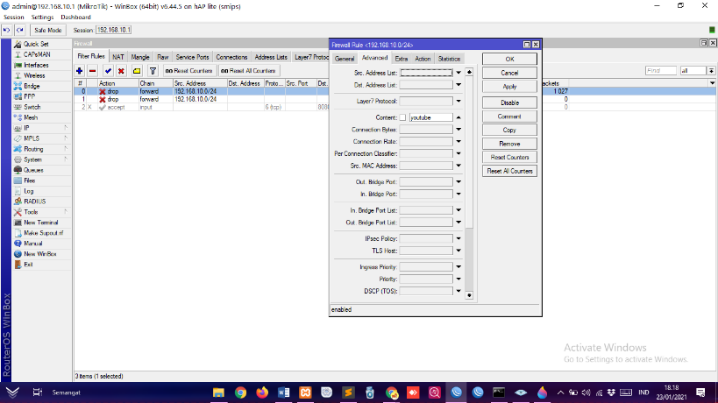 admin@192.168.10.1 (MikroTik) - WinBox (64bit) v6.44.5 on hAP lite (smips)
Session Settings Dashboard
Safe Mode Session: 192.168.10.1
Quick Set
CAPsMAN
Interfaces
Wireless
Bridge
PPP
Switch
Mesh
IP
MPLS
Routing
System
Queues
Files
Log
RADIUS
Tools
New Terminal
Make Supout.rif
Manual
New WinBox
Exit
RouterOS WinBox
Firewall
Filter Rules NAT Mangle Raw Service Ports Connections Address Lists Layer7 Protoc
Reset Counters Reset All Counters
Find all
# Action Chain Src. Address Dst. Address Proto... Src. Port Dst. ackets
0 drop forward 192.168.10.0/24 1 027
1 drop forward 192.168.10.0/24 0
2 X accept input 6 (tcp) 0
3 items (1 selected)
Firewall Rule <192.168.10.0/24>
General Advanced Extra Action Statistics
Src. Address List:
Dst. Address List:
Layer7 Protocol:
Content: youtube
Connection Bytes:
Connection Rate:
Per Connection Classifier:
Src. MAC Address:
Out. Bridge Port:
In. Bridge Port:
In. Bridge Port List:
Out. Bridge Port List:
IPsec Policy:
TLS Host:
Ingress Priority:
Priority:
DSCP (TOS):
enabled
OK
Cancel
Apply
Disable
Comment
Copy
Remove
Reset Counters
Reset All Counters
Activate Windows
Go to Settings to activate Windows.
Semangat
IND
18.18
23/01/2021